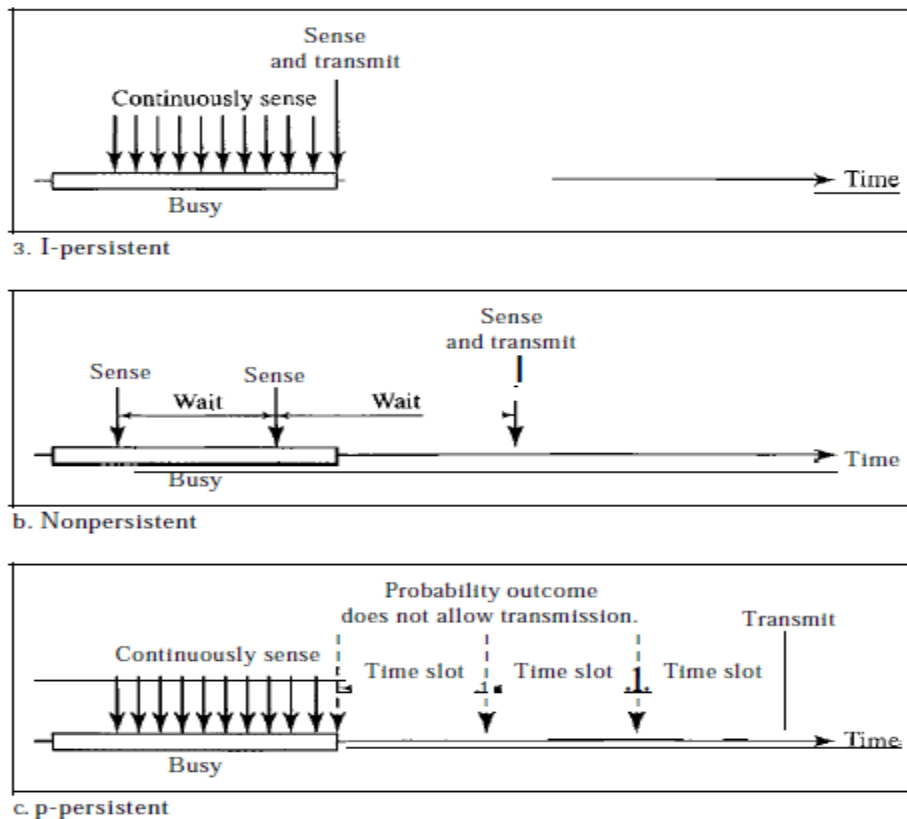 Sense
and transmit
Continuously sense
Time
Busy
3. I-persistent
Sense
and transmit
Sense
Sense
Wait
Wait
Time
Busy
b. Nonpersistent
Probability outcome
does not allow transmission.
Transmit
Continuously sense
Time slot
Time slot
Time slot
Time
Busy
c. p-persistent